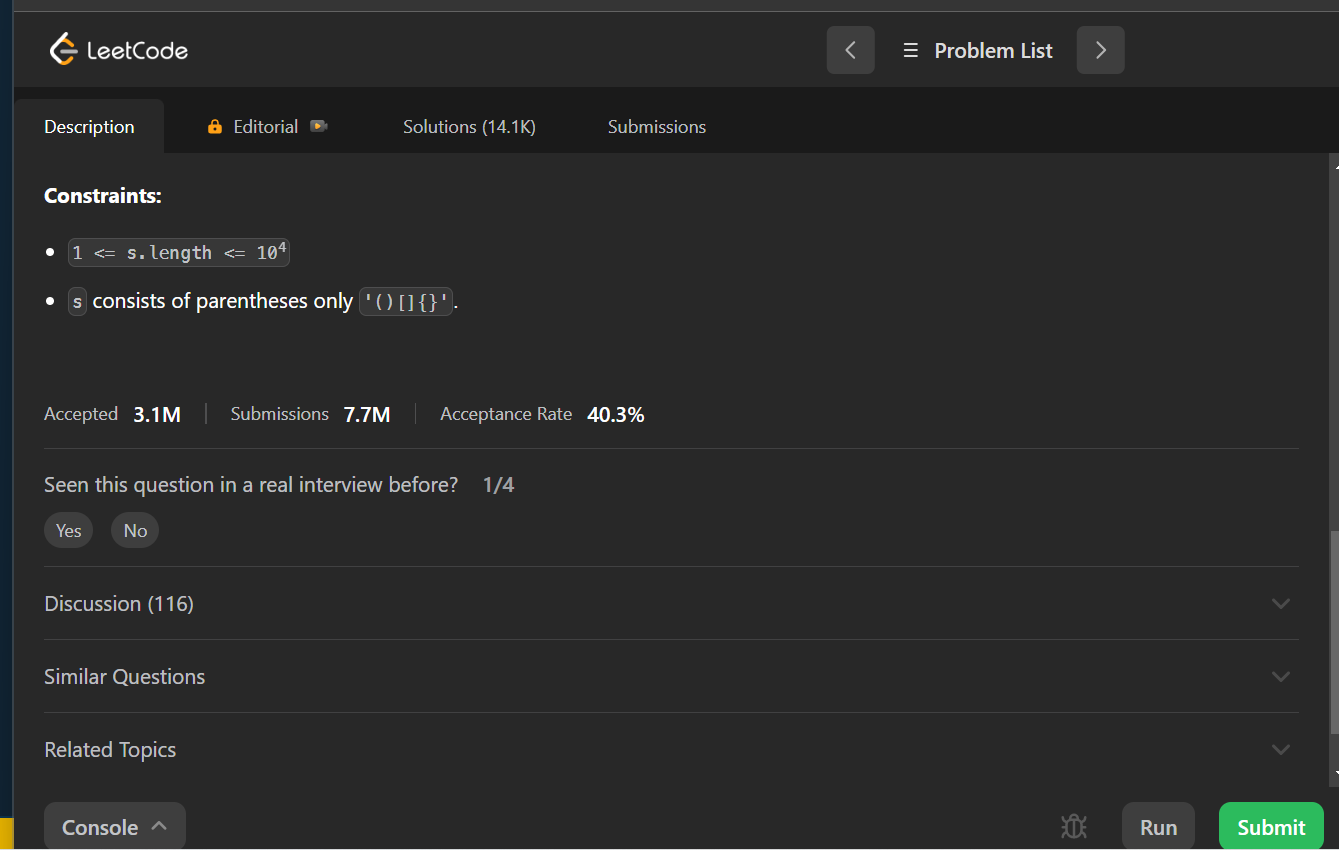 LeetCode
Problem List
Description Editorial Solutions (14.1K) Submissions
Constraints:
• 1 <= s.length <= 10⁴
• s consists of parentheses only '()[]{}'.
Accepted 3.1M Submissions 7.7M Acceptance Rate 40.3%
Seen this question in a real interview before? 1/4
Yes No
Discussion (116)
Similar Questions
Related Topics
Console Run Submit